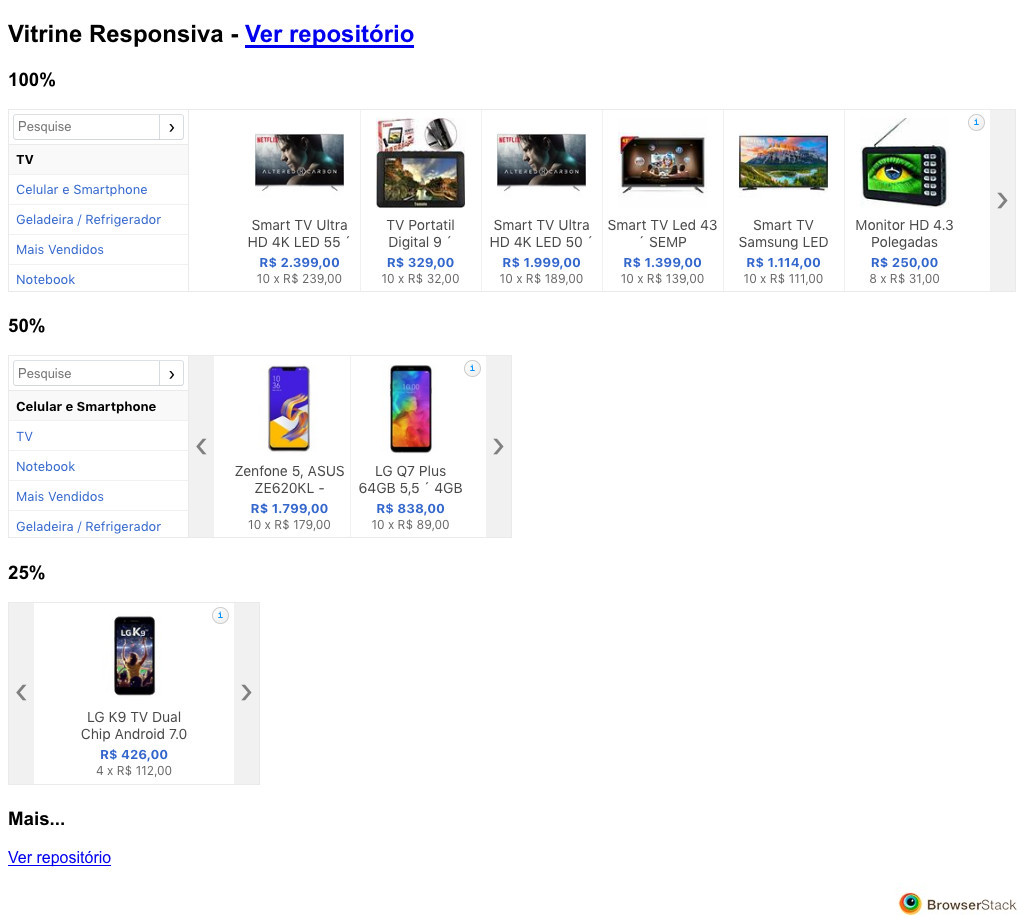 Vitrine Responsiva - Ver repositório
100%
Pesquise
TV
Celular e Smartphone
Geladeira / Refrigerador
Mais Vendidos
Notebook
NETFLIX
ALTERED CARBON
Smart TV Ultra
HD 4K LED 55 ´
R$ 2.399,00
10 x R$ 239,00
TV Portatil
Digital 9 ´
R$ 329,00
10 x R$ 32,00
NETFLIX
ALTERED CARBON
Smart TV Ultra
HD 4K LED 50 ´
R$ 1.999,00
10 x R$ 189,00
Smart TV Led 43
´ SEMP
R$ 1.399,00
10 x R$ 139,00
Smart TV
Samsung LED
R$ 1.114,00
10 x R$ 111,00
Monitor HD 4.3
Polegadas
R$ 250,00
8 x R$ 31,00
i
50%
Pesquise
Celular e Smartphone
TV
Notebook
Mais Vendidos
Geladeira / Refrigerador
10
36
Zenfone 5, ASUS
ZE620KL -
R$ 1.799,00
10 x R$ 179,00
10:00
LG Q7 Plus
64GB 5,5 ´ 4GB
R$ 838,00
10 x R$ 89,00
i
25%
LG K9
LG K9 TV Dual
Chip Android 7.0
R$ 426,00
4 x R$ 112,00
i
Mais...
Ver repositório
BrowserStack